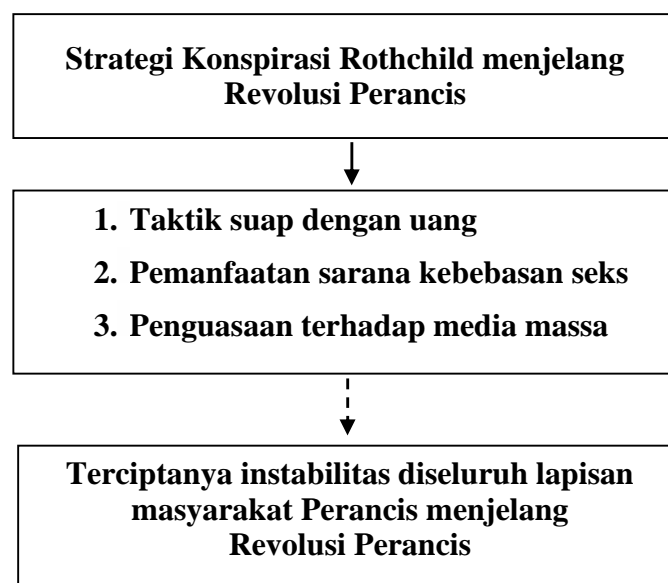 Strategi Konspirasi Rothchild menjelang
Revolusi Perancis
1. Taktik suap dengan uang
2. Pemanfaatan sarana kebebasan seks
3. Penguasaan terhadap media massa
Terciptanya instabilitas diseluruh lapisan
masyarakat Perancis menjelang
Revolusi Perancis